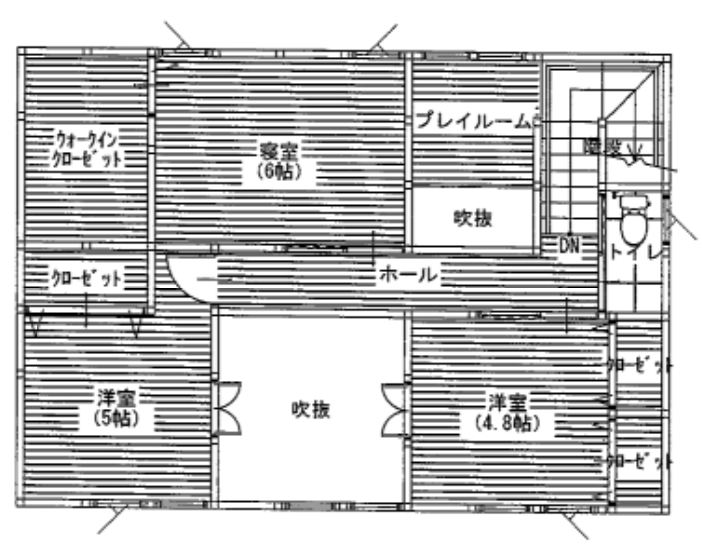 プレイルーム
階段
ウォークイン
クローゼット
寝室
(6帖)
吹抜
DN
トイレ
ホール
クローゼット
クローゼット
洋室
(5帖)
吹抜
洋室
(4.8帖)
クローゼット